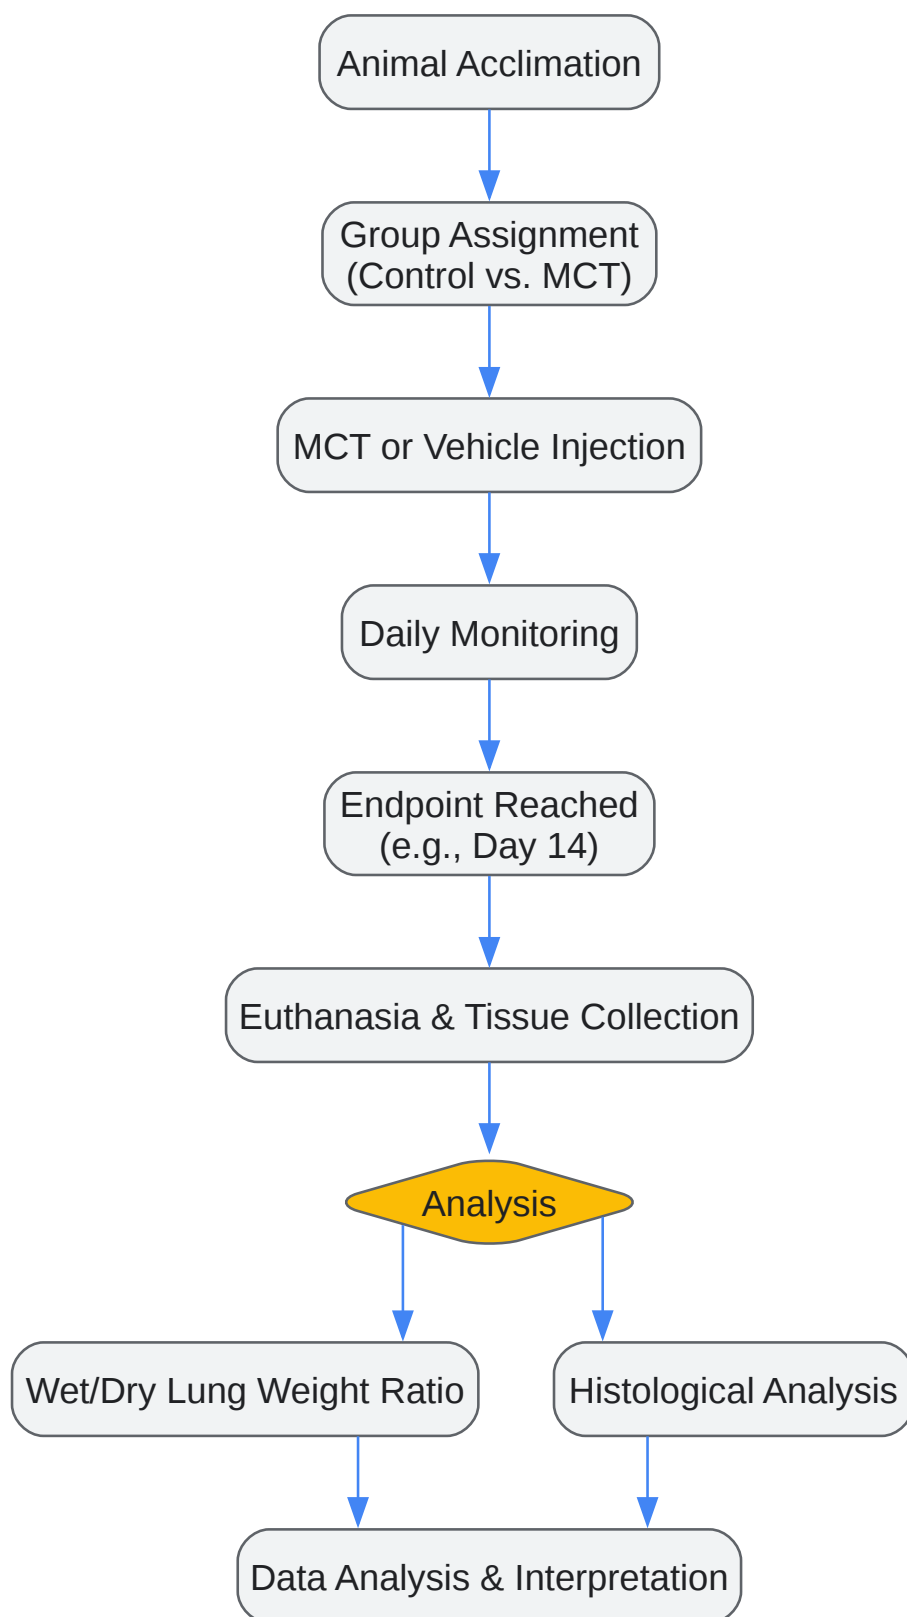 Animal Acclimation
Group Assignment
(Control vs. MCT)
MCT or Vehicle Injection
Daily Monitoring
Endpoint Reached
(e.g., Day 14)
Euthanasia & Tissue Collection
Analysis
Wet/Dry Lung Weight Ratio
Histological Analysis
Data Analysis & Interpretation